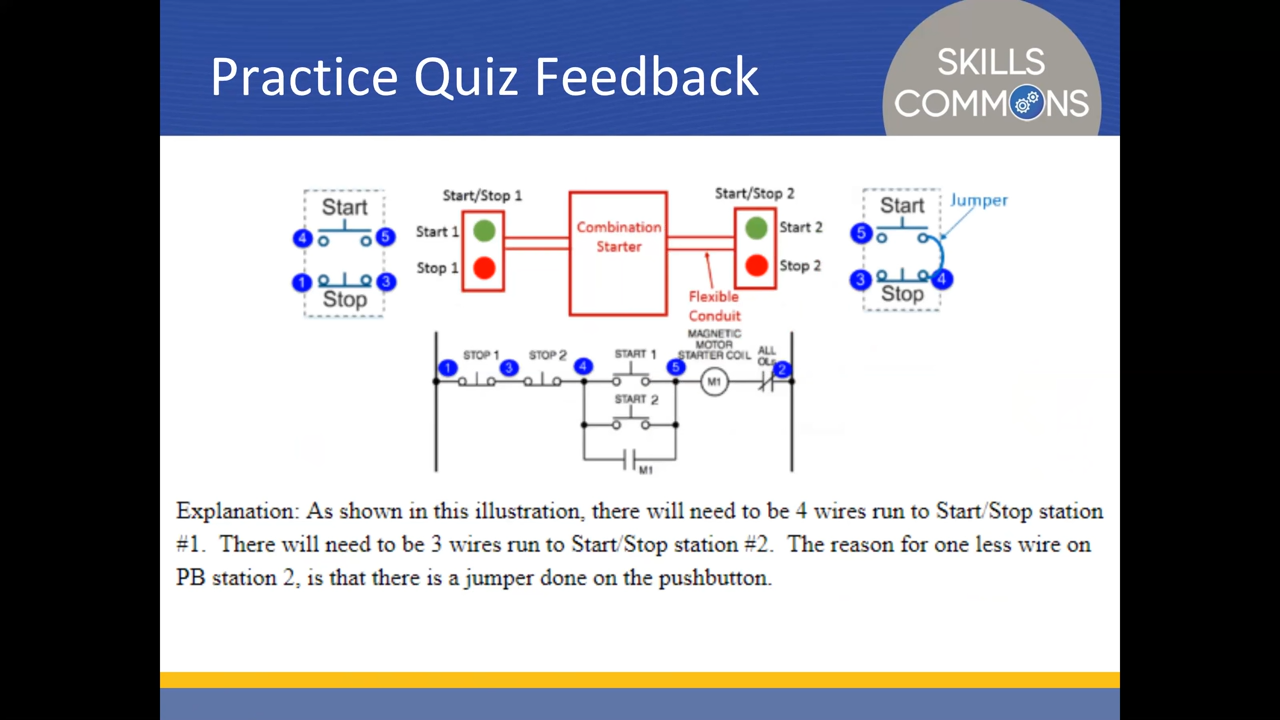 Practice Quiz Feedback
SKILLS
COMMONS
Start
4
5
1
3
Stop
Start/Stop 1
Start 1
Stop 1
Combination
Starter
Start/Stop 2
Start 2
Stop 2
Flexible
Conduit
Jumper
Start
5
3
4
Stop
MAGNETIC
MOTOR
STARTER COIL
ALL
OLs
1
STOP 1
3
STOP 2
4
START 1
5
M1
2
START 2
M1
Explanation: As shown in this illustration, there will need to be 4 wires run to Start/Stop station
#1. There will need to be 3 wires run to Start/Stop station #2. The reason for one less wire on
PB station 2, is that there is a jumper done on the pushbutton.